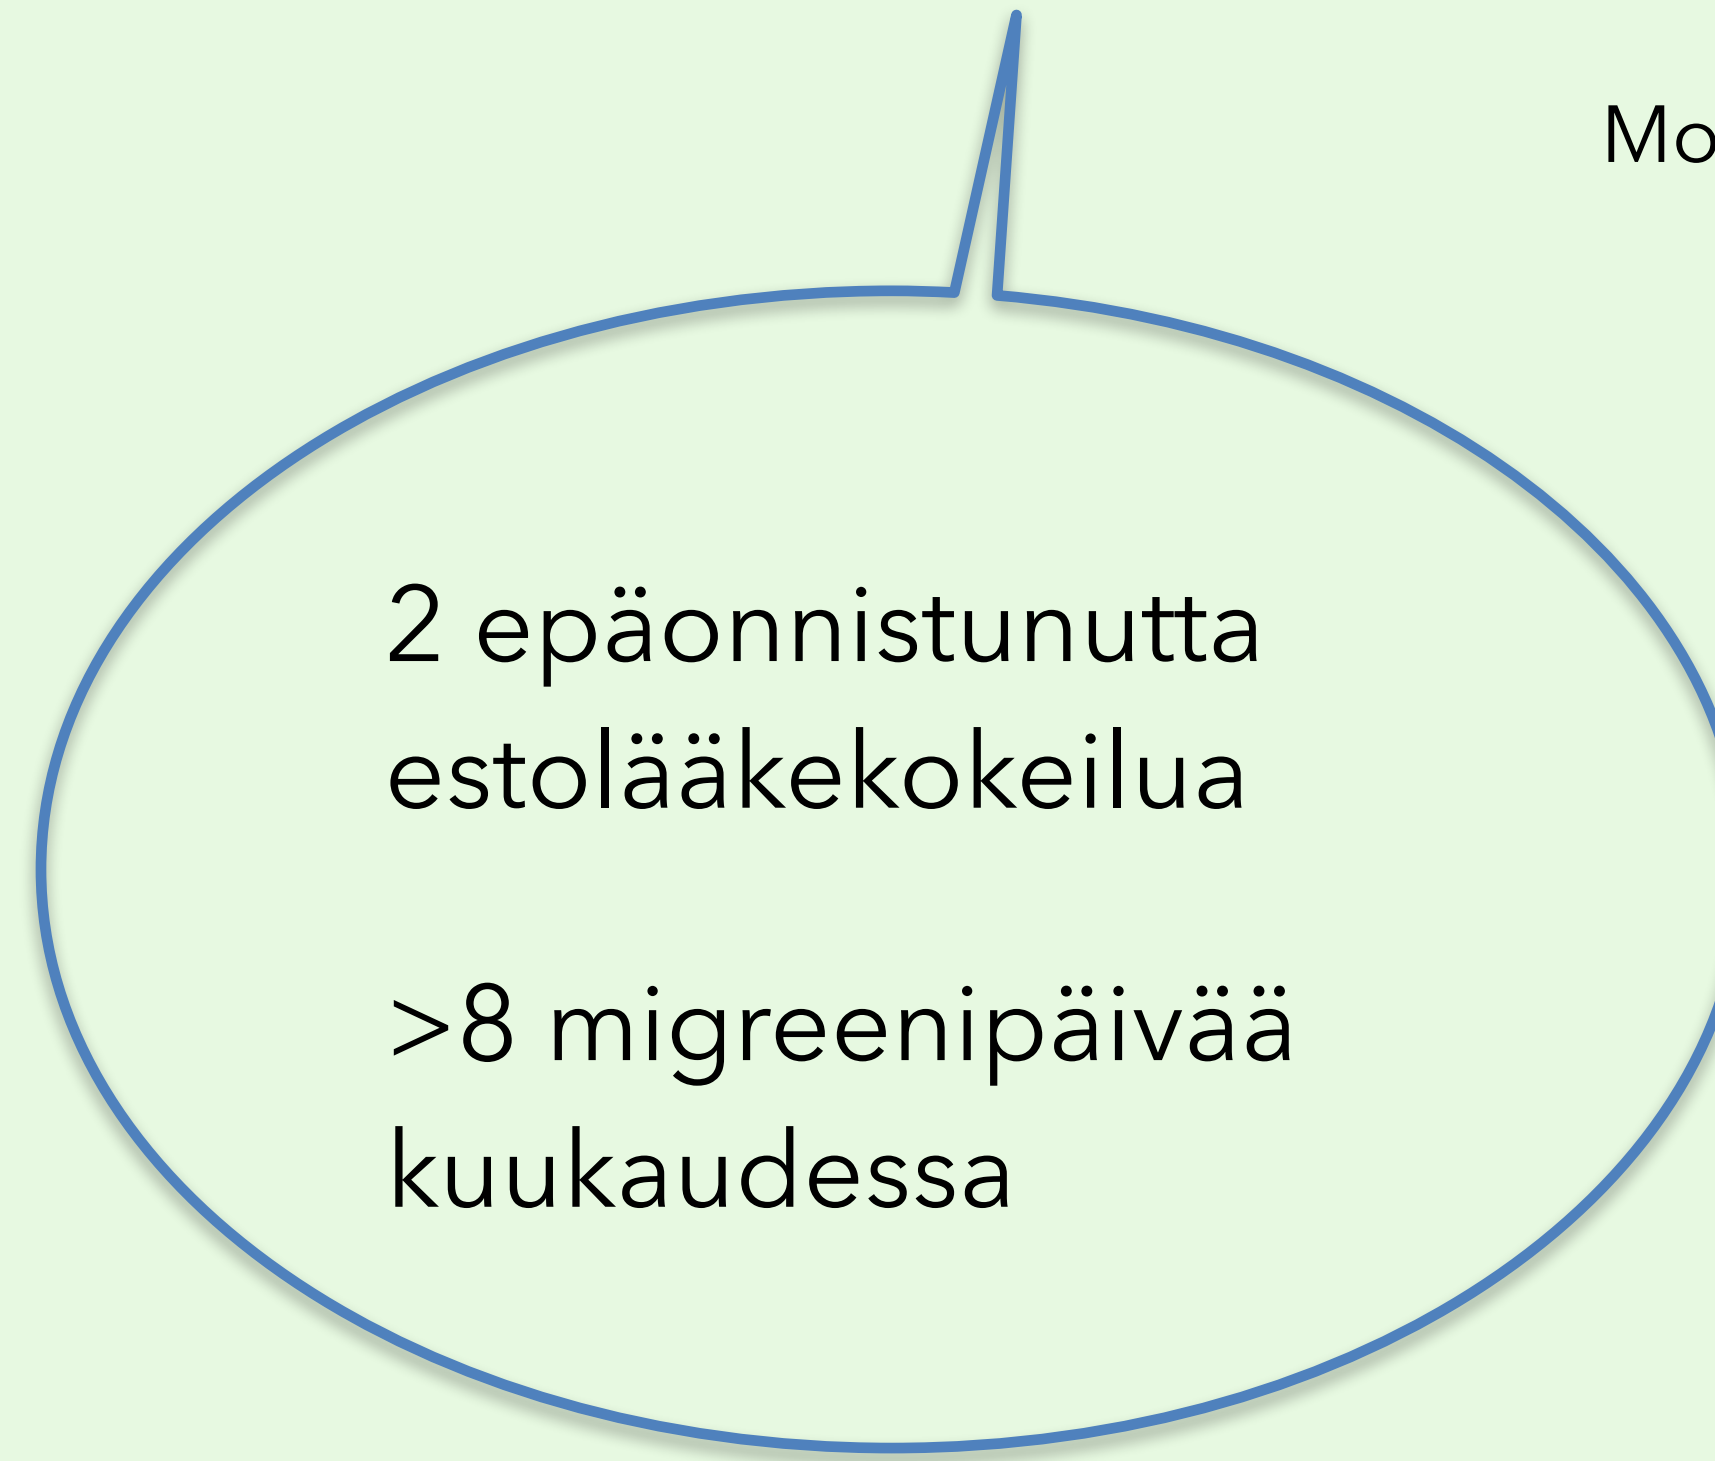 Mo
2 epäonnistunutta
estolääkekokeilua
>8 migreenipäivää
kuukaudessa